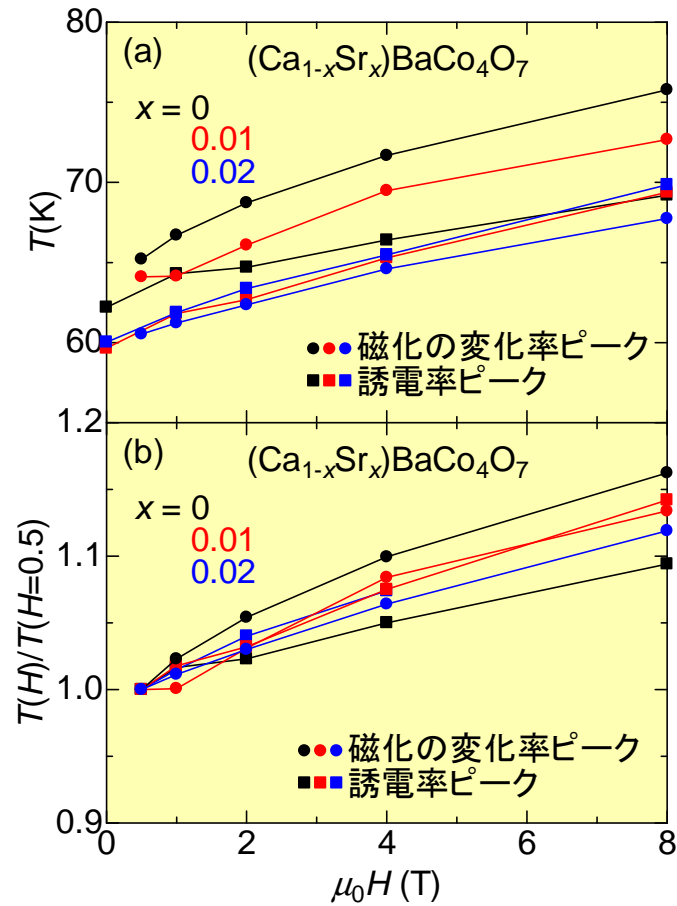 80
(a)
(Ca1-xSrx)BaCo4O7
x = 0
0.01
0.02
70
T(K)
60
●●●磁化の変化率ピーク
■■■誘電率ピーク
1.2
(b)
(Ca1-xSrx)BaCo4O7
x = 0
0.01
0.02
1.1
T(H)/T(H=0.5)
1.0
●●●磁化の変化率ピーク
■■■誘電率ピーク
0.9
0 2 4 6 8
μ0H (T)